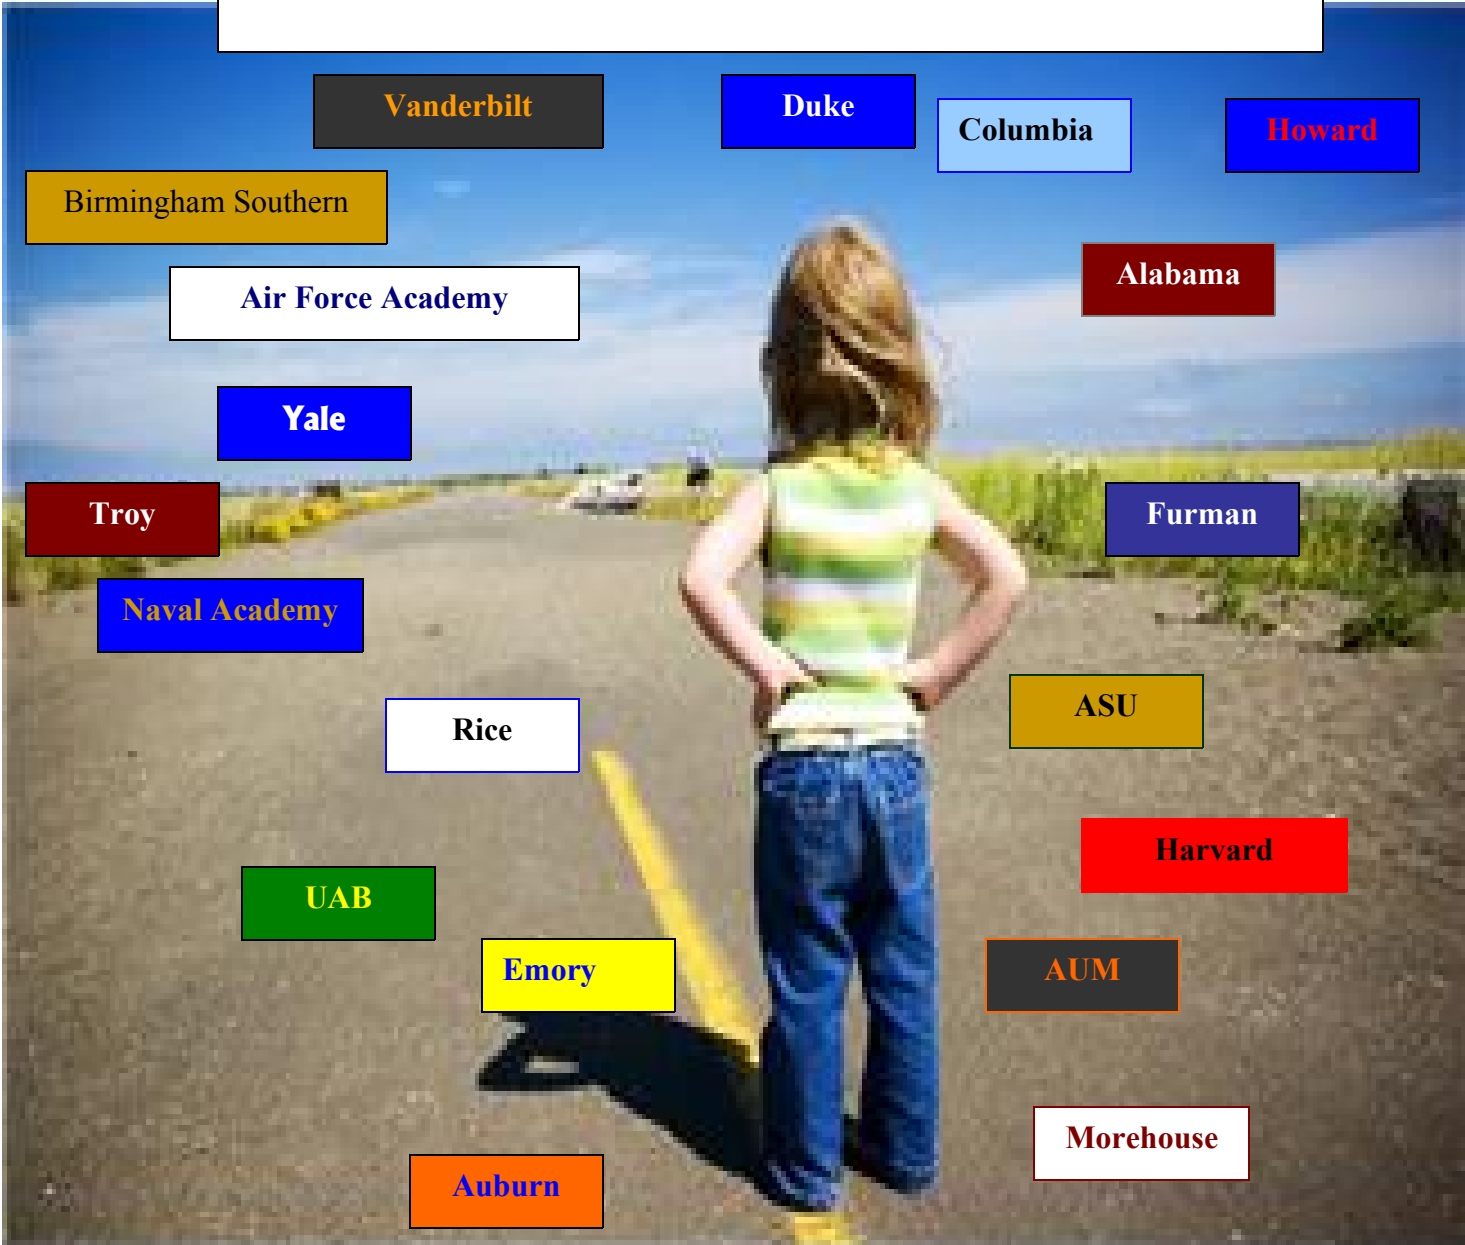 Vanderbilt
Duke
Columbia
Howard
Birmingham Southern
Alabama
Air Force Academy
Yale
Troy
Furman
Naval Academy
ASU
Rice
Harvard
UAB
Emory
AUM
Morehouse
Auburn